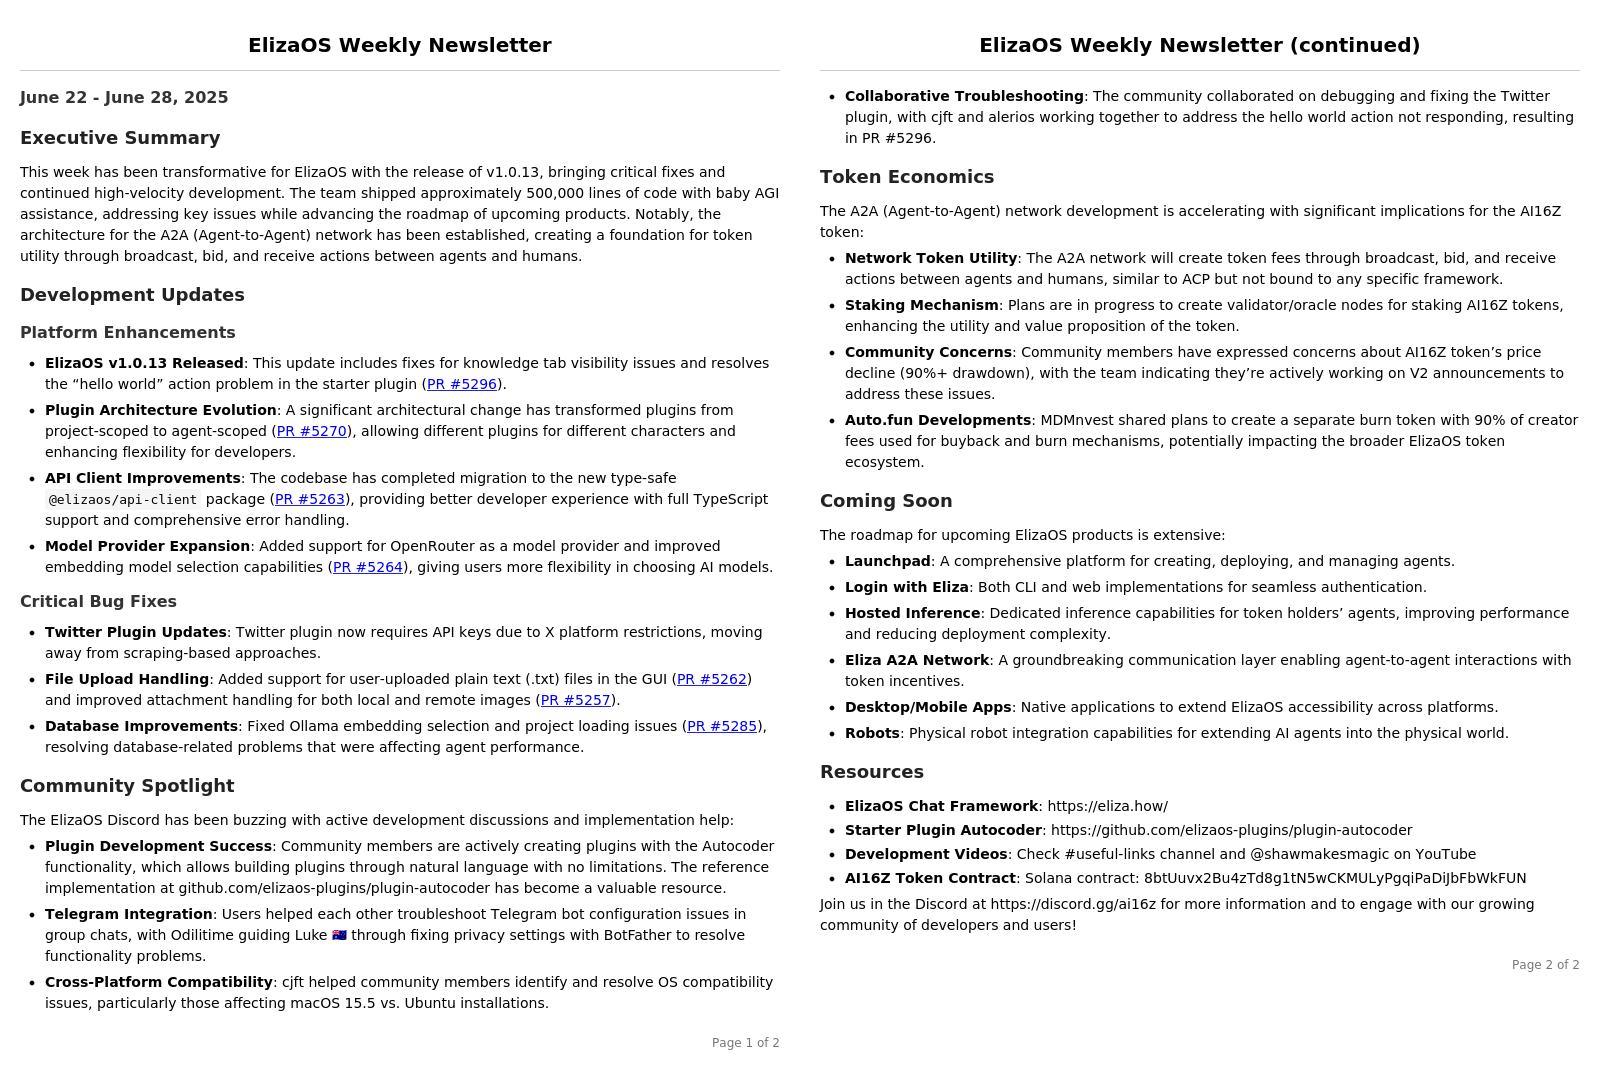 ElizaOS Weekly Newsletter
June 22 - June 28, 2025
Executive Summary
This week has been transformative for ElizaOS with the release of v1.0.13, bringing critical fixes and
continued high-velocity development. The team shipped approximately 500,000 lines of code with baby AGI
assistance, addressing key issues while advancing the roadmap of upcoming products. Notably, the
architecture for the A2A (Agent-to-Agent) network has been established, creating a foundation for token
utility through broadcast, bid, and receive actions between agents and humans.
Development Updates
Platform Enhancements
• ElizaOS v1.0.13 Released: This update includes fixes for knowledge tab visibility issues and resolves
the “hello world” action problem in the starter plugin (PR #5296).
• Plugin Architecture Evolution: A significant architectural change has transformed plugins from
project-scoped to agent-scoped (PR #5270), allowing different plugins for different characters and
enhancing flexibility for developers.
• API Client Improvements: The codebase has completed migration to the new type-safe
@elizaos/api-client package (PR #5263), providing better developer experience with full TypeScript
support and comprehensive error handling.
• Model Provider Expansion: Added support for OpenRouter as a model provider and improved
embedding model selection capabilities (PR #5264), giving users more flexibility in choosing AI models.
Critical Bug Fixes
• Twitter Plugin Updates: Twitter plugin now requires API keys due to X platform restrictions, moving
away from scraping-based approaches.
• File Upload Handling: Added support for user-uploaded plain text (.txt) files in the GUI (PR #5262)
and improved attachment handling for both local and remote images (PR #5257).
• Database Improvements: Fixed Ollama embedding selection and project loading issues (PR #5285),
resolving database-related problems that were affecting agent performance.
Community Spotlight
The ElizaOS Discord has been buzzing with active development discussions and implementation help:
• Plugin Development Success: Community members are actively creating plugins with the Autocoder
functionality, which allows building plugins through natural language with no limitations. The reference
implementation at github.com/elizaos-plugins/plugin-autocoder has become a valuable resource.
• Telegram Integration: Users helped each other troubleshoot Telegram bot configuration issues in
group chats, with Odilitime guiding Luke 🇦🇺 through fixing privacy settings with BotFather to resolve
functionality problems.
• Cross-Platform Compatibility: cjft helped community members identify and resolve OS compatibility
issues, particularly those affecting macOS 15.5 vs. Ubuntu installations.
Page 1 of 2
ElizaOS Weekly Newsletter (continued)
• Collaborative Troubleshooting: The community collaborated on debugging and fixing the Twitter
plugin, with cjft and alerios working together to address the hello world action not responding, resulting
in PR #5296.
Token Economics
The A2A (Agent-to-Agent) network development is accelerating with significant implications for the AI16Z
token:
• Network Token Utility: The A2A network will create token fees through broadcast, bid, and receive
actions between agents and humans, similar to ACP but not bound to any specific framework.
• Staking Mechanism: Plans are in progress to create validator/oracle nodes for staking AI16Z tokens,
enhancing the utility and value proposition of the token.
• Community Concerns: Community members have expressed concerns about AI16Z token’s price
decline (90%+ drawdown), with the team indicating they’re actively working on V2 announcements to
address these issues.
• Auto.fun Developments: MDMnvest shared plans to create a separate burn token with 90% of creator
fees used for buyback and burn mechanisms, potentially impacting the broader ElizaOS token
ecosystem.
Coming Soon
The roadmap for upcoming ElizaOS products is extensive:
• Launchpad: A comprehensive platform for creating, deploying, and managing agents.
• Login with Eliza: Both CLI and web implementations for seamless authentication.
• Hosted Inference: Dedicated inference capabilities for token holders’ agents, improving performance
and reducing deployment complexity.
• Eliza A2A Network: A groundbreaking communication layer enabling agent-to-agent interactions with
token incentives.
• Desktop/Mobile Apps: Native applications to extend ElizaOS accessibility across platforms.
• Robots: Physical robot integration capabilities for extending AI agents into the physical world.
Resources
• ElizaOS Chat Framework: https://eliza.how/
• Starter Plugin Autocoder: https://github.com/elizaos-plugins/plugin-autocoder
• Development Videos: Check #useful-links channel and @shawmakesmagic on YouTube
• AI16Z Token Contract: Solana contract: 8btUuvx2Bu4zTd8g1tN5wCKMULyPgqiPaDiJbFbWkFUN
Join us in the Discord at https://discord.gg/ai16z for more information and to engage with our growing
community of developers and users!
Page 2 of 2